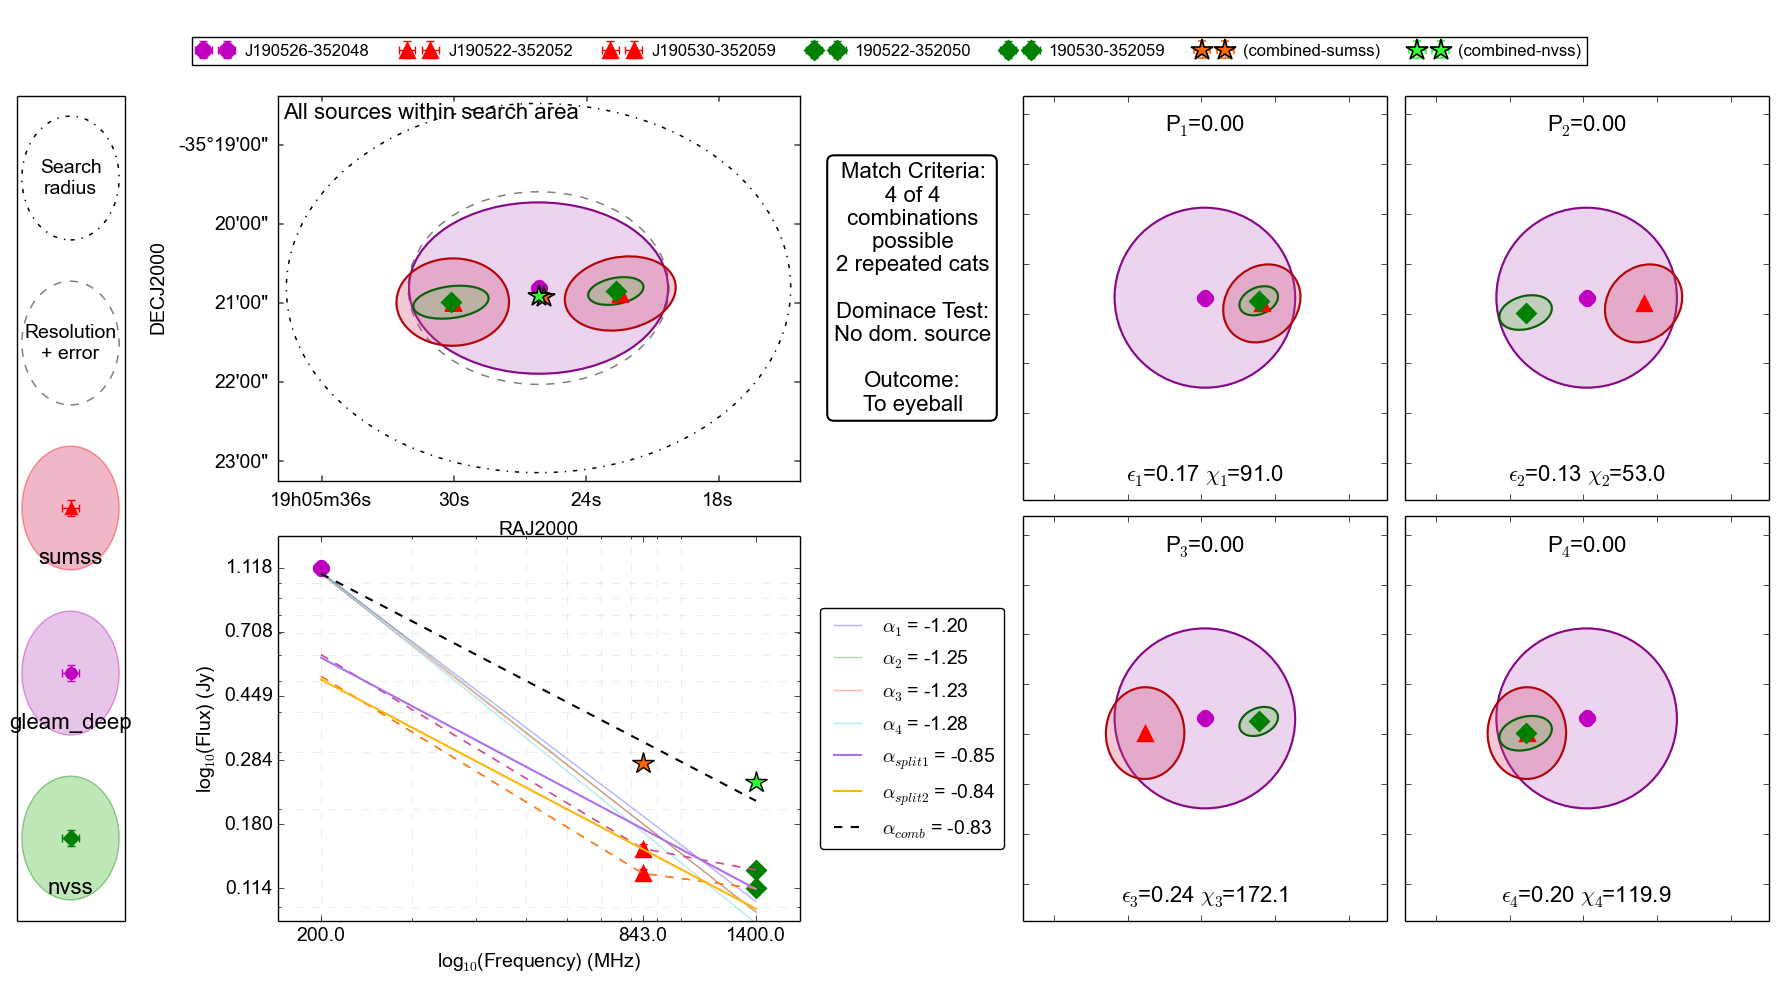 J190526-352048 J190522-352052 J190530-352059 190522-352050 190530-352059 (combined-sumss) (combined-nvss)
Search
radius
Resolution
+ error
sumss
gleam_deep
nvss
All sources within search area
DECJ2000
-35°19'00"
20'00"
21'00"
22'00"
23'00"
19h05m36s 30s 24s 18s
RAJ2000
Match Criteria:
4 of 4
combinations
possible
2 repeated cats
Dominace Test:
No dom. source
Outcome:
To eyeball
P1=0.00
ϵ1=0.17 χ1=91.0
P2=0.00
ϵ2=0.13 χ2=53.0
log10(Flux) (Jy)
1.118
0.708
0.449
0.284
0.180
0.114
200.0 843.0 1400.0
log10(Frequency) (MHz)
α1 = -1.20
α2 = -1.25
α3 = -1.23
α4 = -1.28
αsplit1 = -0.85
αsplit2 = -0.84
αcomb = -0.83
P3=0.00
ϵ3=0.24 χ3=172.1
P4=0.00
ϵ4=0.20 χ4=119.9